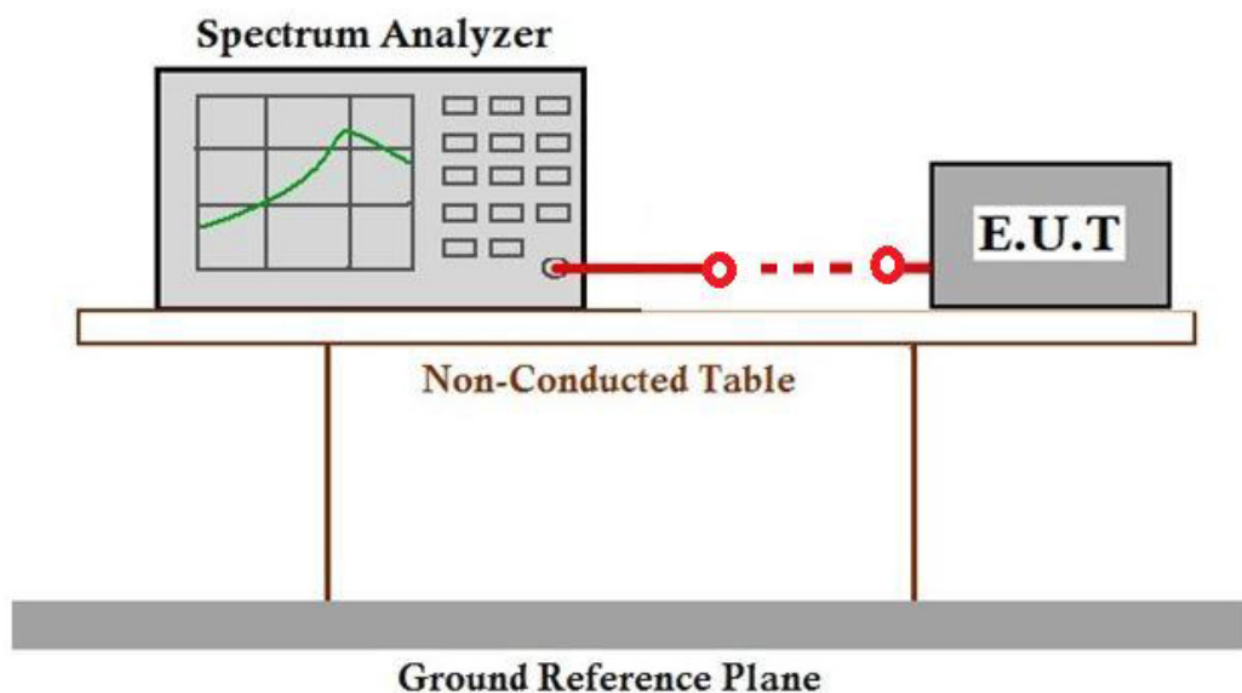 Spectrum Analyzer
E.U.T
Non-Conducted Table
Ground Reference Plane